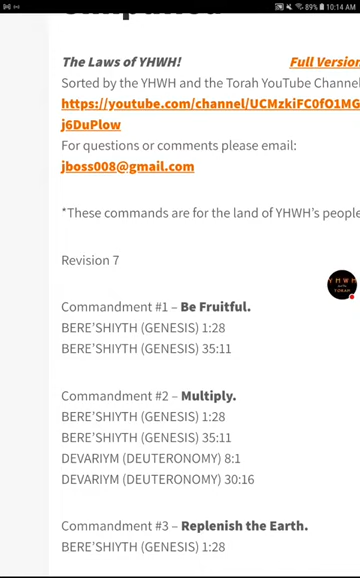 89% 10:14 AM
The Laws of YHWH! Full Version
Sorted by the YHWH and the Torah YouTube Channel
https://youtube.com/channel/UCMzkiFC0fO1MG
j6DuPlow
For questions or comments please email:
jboss008@gmail.com
*These commands are for the land of YHWH’s people
Revision 7
Commandment #1 – Be Fruitful.
BERE’SHIYTH (GENESIS) 1:28
BERE’SHIYTH (GENESIS) 35:11
Commandment #2 – Multiply.
BERE’SHIYTH (GENESIS) 1:28
BERE’SHIYTH (GENESIS) 35:11
DEVARIYM (DEUTERONOMY) 8:1
DEVARIYM (DEUTERONOMY) 30:16
Commandment #3 – Replenish the Earth.
BERE’SHIYTH (GENESIS) 1:28